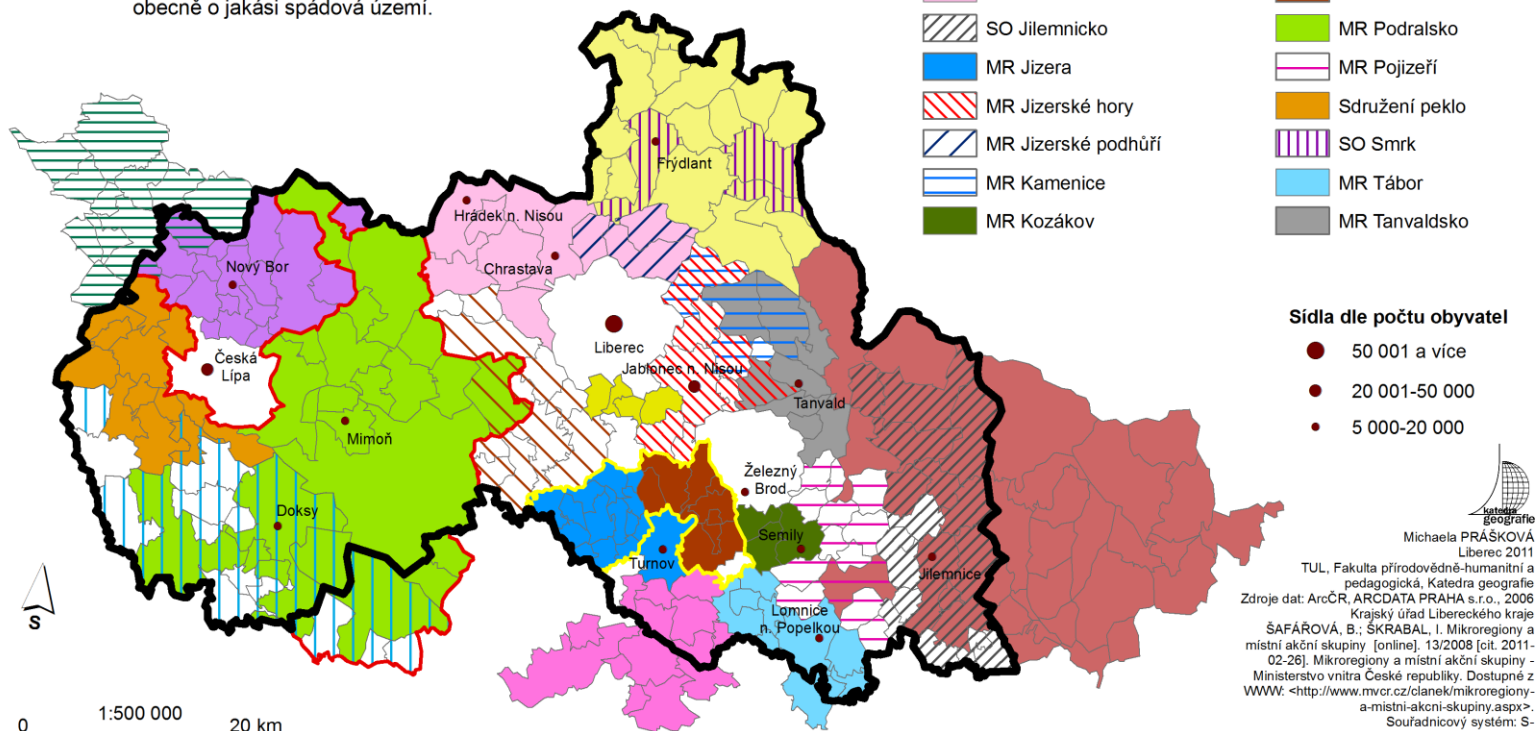 obecně o jakási spádová území.
SO Jilemnicko
MR Jizera
MR Jizerské hory
MR Jizerské podhůří
MR Kamenice
MR Kozákov
MR Podralsko
MR Pojizeří
Sdružení peklo
SO Smrk
MR Tábor
MR Tanvaldsko
Sídla dle počtu obyvatel
50 001 a více
20 001-50 000
5 000-20 000
Frýdlant
Hrádek n. Nisou
Chrastava
Nový Bor
Liberec
Česká
Lípa
Jablonec n. Nisou
Tanvald
Mimoň
Železný
Brod
Doksy
Semily
Turnov
Jilemnice
Lomnice
n. Popelkou
S
0
1:500 000
20 km
katedra
geografie
Michaela PRÁŠKOVÁ
Liberec 2011
TUL, Fakulta přírodovědně-humanitní a
pedagogická, Katedra geografie
Zdroje dat: ArcČR, ARCDATA PRAHA s.r.o., 2006
Krajský úřad Libereckého kraje
ŠAFÁŘOVÁ, B.; ŠKRABAL, I. Mikroregiony a
místní akční skupiny [online]. 13/2008 [cit. 2011-
02-26]. Mikroregiony a místní akční skupiny -
Ministerstvo vnitra České republiky. Dostupné z
WWW: <http://www.mvcr.cz/clanek/mikroregiony-
a-mistni-akcni-skupiny.aspx>.
Souřadnicový systém: S-